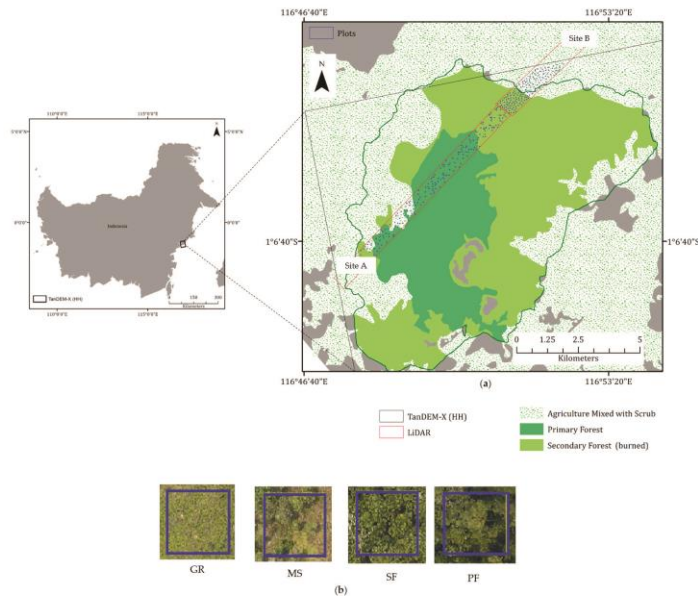 116°46'40"E
116°53'20"E
Plots
Site B
N
N
Indonesia
TanDEM-X (HH)
Kilometers
1°6'40"S
1°6'40"S
Site A
0 1.25 2.5 5
Kilometers
116°46'40"E
116°53'20"E
(a)
TanDEM-X (HH)
LiDAR
Agriculture Mixed with Scrub
Primary Forest
Secondary Forest (burned)
GR
MS
SF
PF
(b)